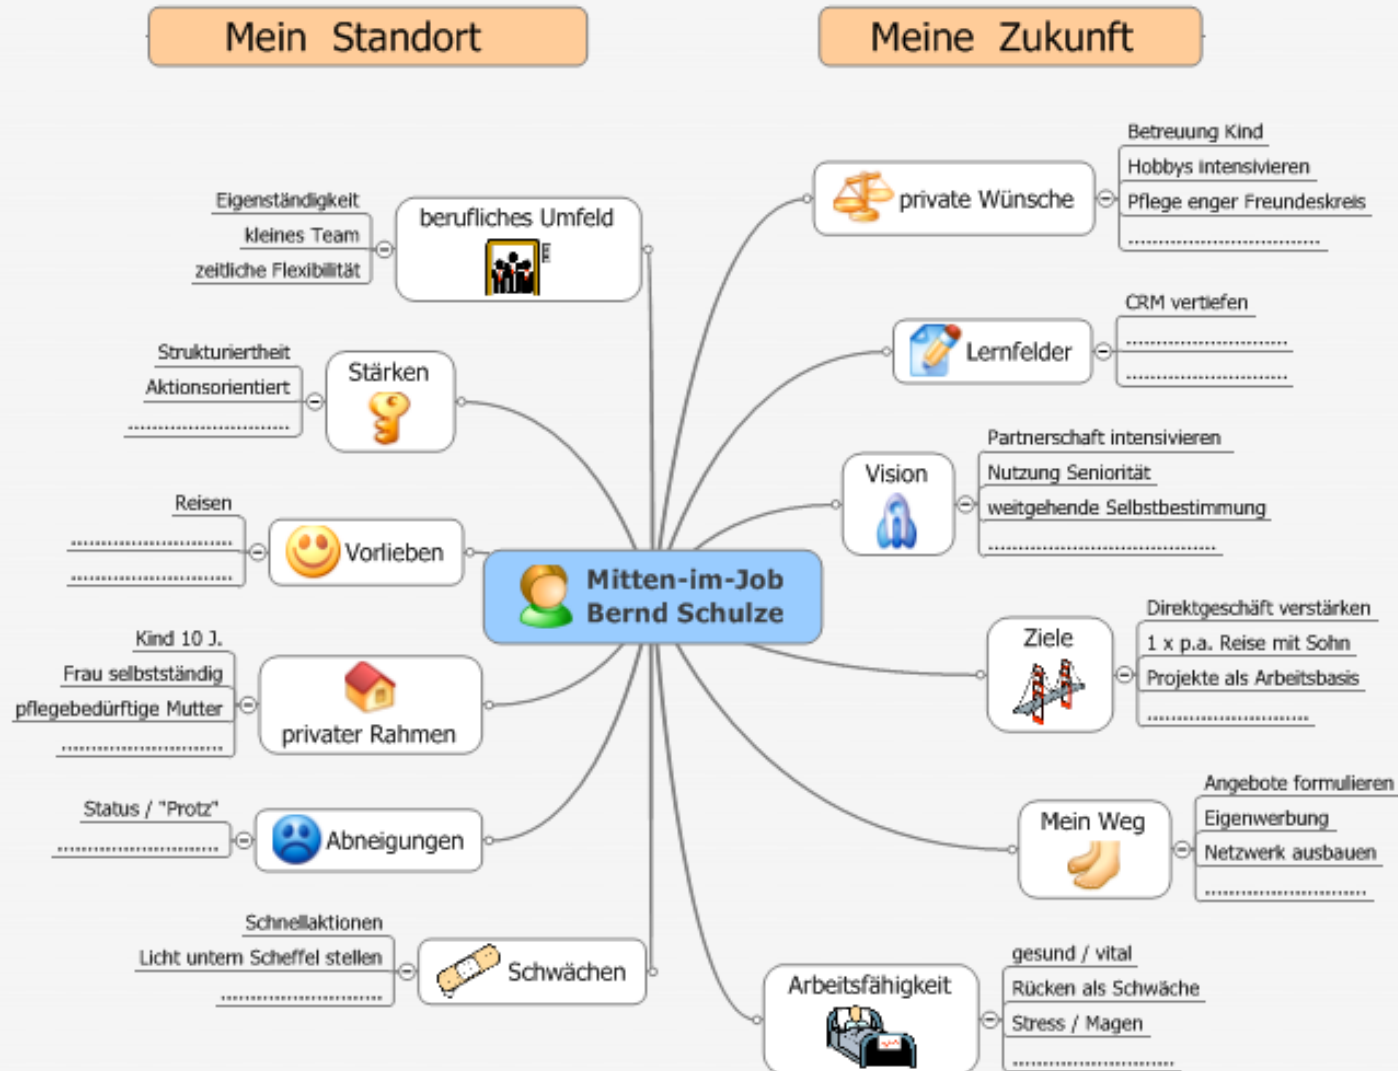 Mein Standort
Meine Zukunft
berufliches Umfeld
Eigenständigkeit
kleines Team
zeitliche Flexibilität
Stärken
Strukturiertheit
Aktionsorientiert
..............................
Vorlieben
Reisen
..............................
..............................
privater Rahmen
Kind 10 J.
Frau selbstständig
pflegebedürftige Mutter
..............................
Abneigungen
Status / "Protz"
..............................
Schwächen
Schnellaktionen
Licht unterm Scheffel stellen
..............................
Mitten-im-Job
Bernd Schulze
private Wünsche
Betreuung Kind
Hobbys intensivieren
Pflege enger Freundeskreis
..............................
Lernfelder
CRM vertiefen
..............................
..............................
Vision
Partnerschaft intensivieren
Nutzung Seniorität
weitgehende Selbstbestimmung
..............................
Ziele
Direktgeschäft verstärken
1 x p.a. Reise mit Sohn
Projekte als Arbeitsbasis
..............................
Mein Weg
Angebote formulieren
Eigenwerbung
Netzwerk ausbauen
..............................
Arbeitsfähigkeit
gesund / vital
Rücken als Schwäche
Stress / Magen
..............................